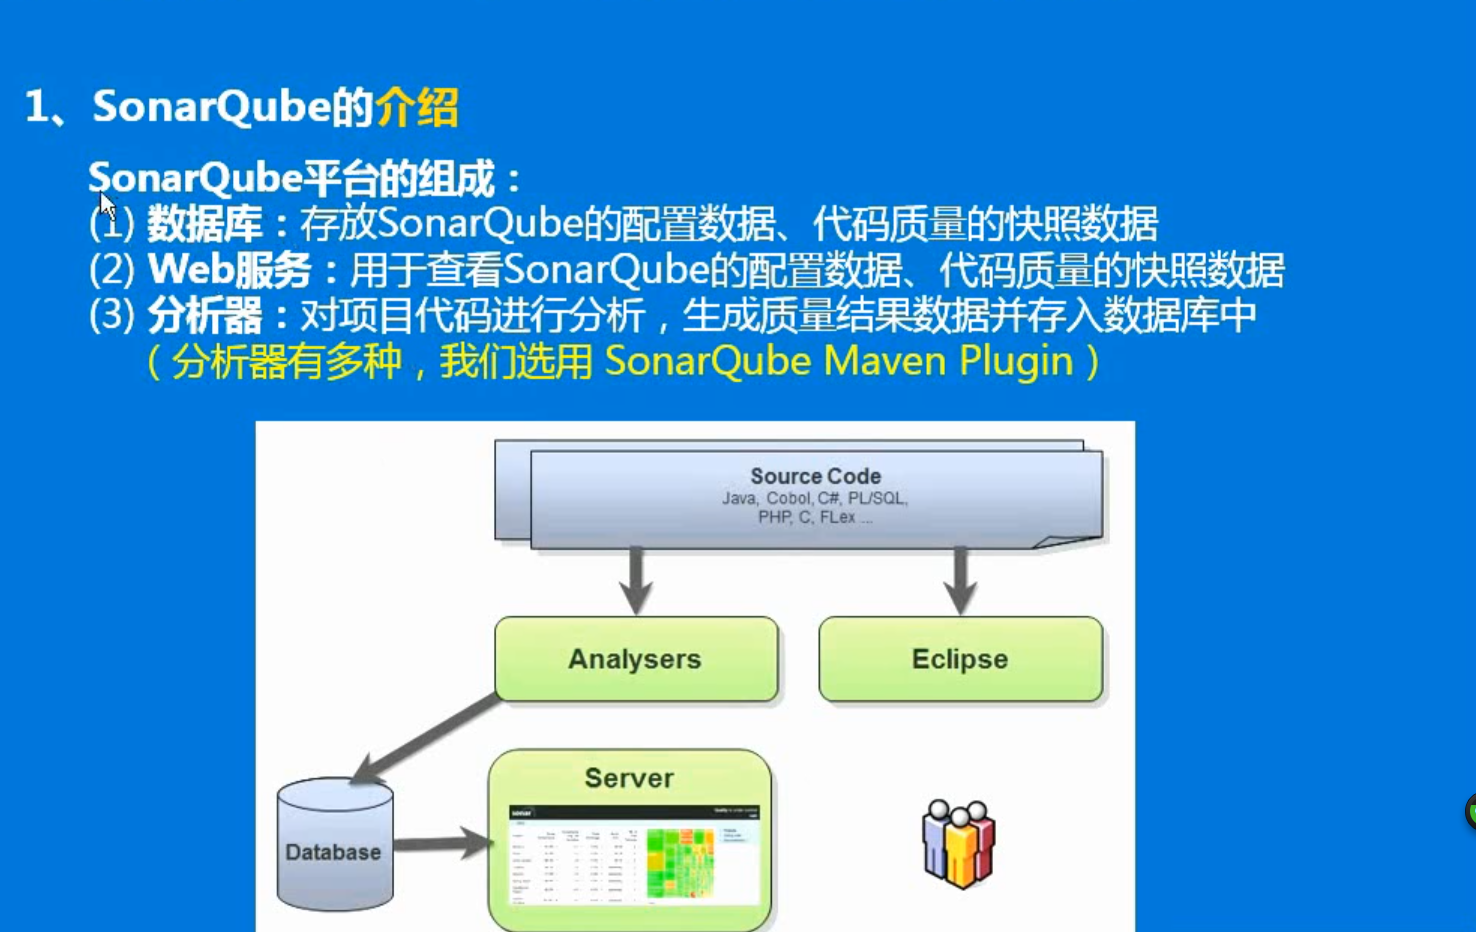 1、SonarQube的介绍
SonarQube平台的组成：
(1) 数据库：存放SonarQube的配置数据、代码质量的快照数据
(2) Web服务：用于查看SonarQube的配置数据、代码质量的快照数据
(3) 分析器：对项目代码进行分析，生成质量结果数据并存入数据库中
（分析器有多种，我们选用 SonarQube Maven Plugin）
Source Code
Java, Cobol, C#, PL/SQL,
PHP, C, FLex ...
Analysers
Eclipse
Server
sonar
Database